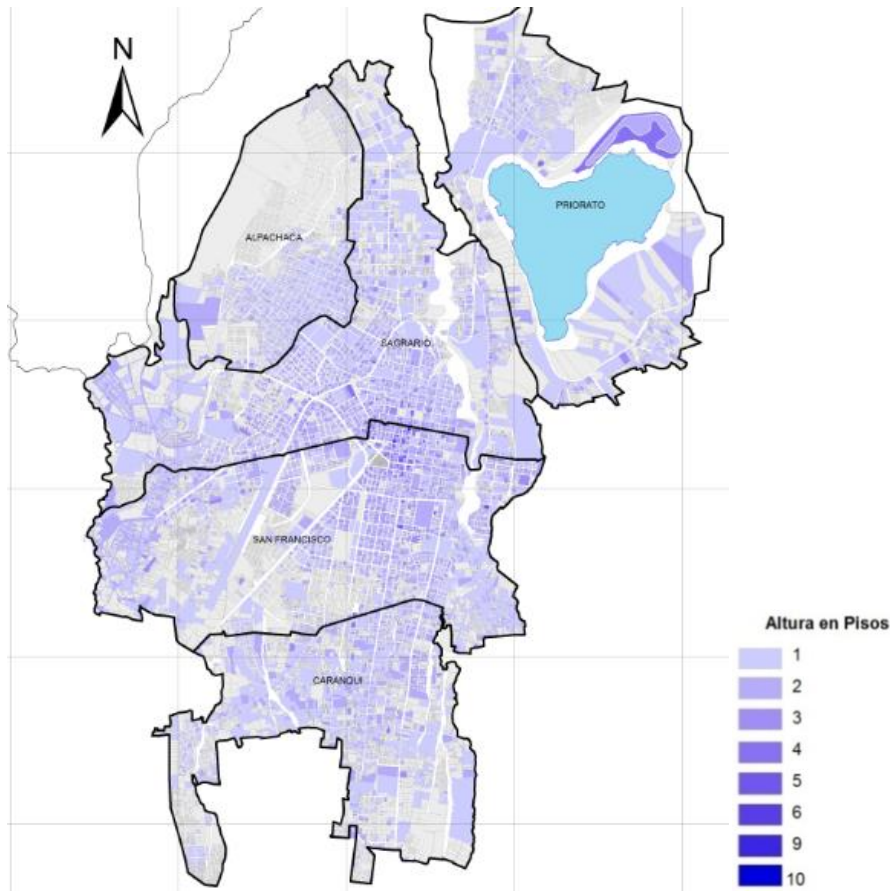 N
PRIORATO
ALPACHACA
SAGRARIO
SAN FRANCISCO
CARANQUI
Altura en Pisos
1
2
3
4
5
6
9
10